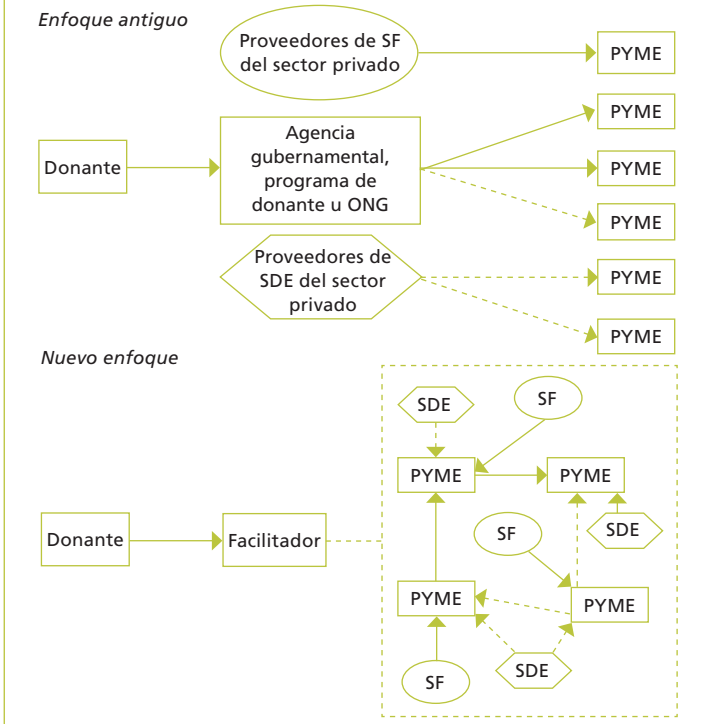 Enfoque antiguo
Proveedores de SF
del sector privado
PYME
PYME
Donante
Agencia
gubernamental,
programa de
donante u ONG
PYME
PYME
Proveedores de
SDE del sector
privado
PYME
PYME
Nuevo enfoque
SDE
SF
PYME
PYME
Donante
Facilitador
SF
SDE
PYME
PYME
SF
SDE